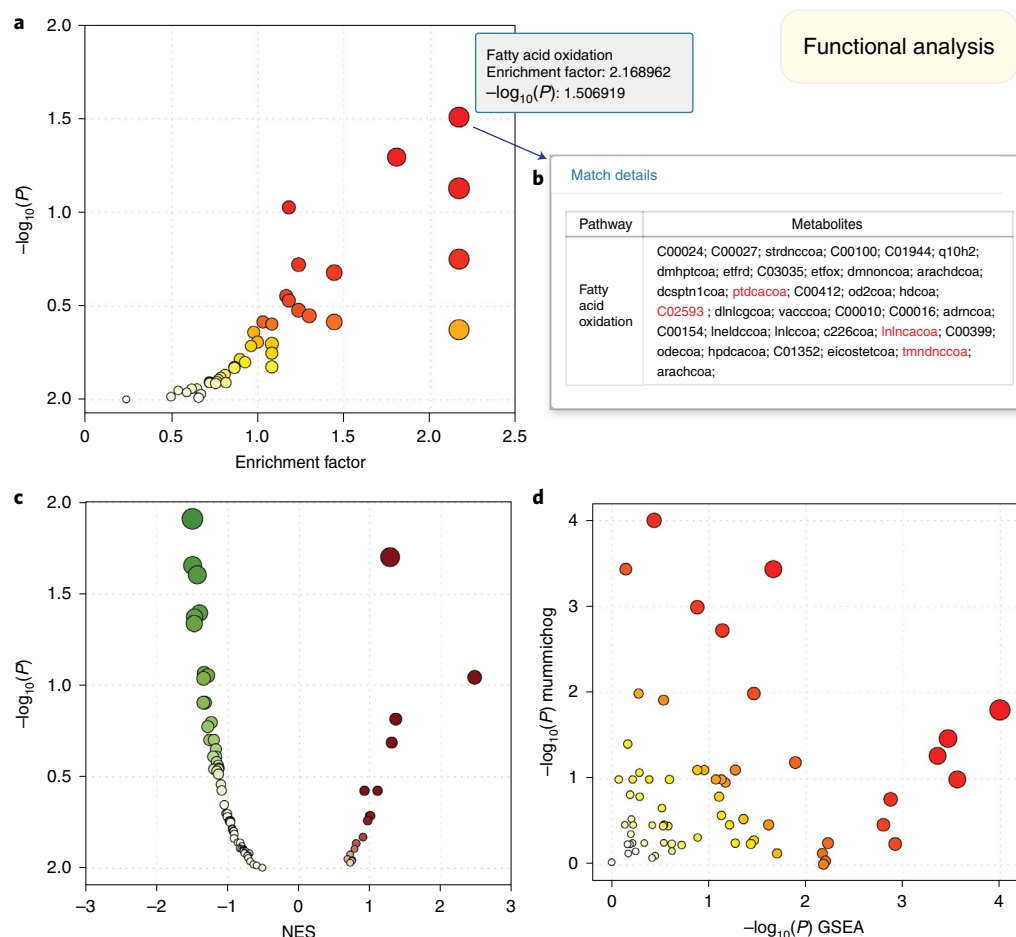 a
2.0
1.5
1.0
0.5
2.0
–log10(P)
0
0.5
1.0
1.5
2.0
2.5
Enrichment factor
Fatty acid oxidation
Enrichment factor: 2.168962
–log10(P): 1.506919
Functional analysis
b
Match details
Pathway Metabolites
Fatty
acid
oxidation
C00024; C00027; strdnccoa; C00100; C01944; q10h2;
dmhptcoa; etfrd; C03035; etfox; dmnoncoa; arachdcoa;
dcsptn1coa; ptdcacoa; C00412; od2coa; hdcoa;
C02593 ; dlnlcgcoa; vacccoa; C00010; C00016; adrncoa;
C00154; lneldccoa; lnlccoa; c226coa; lnlncacoa; C00399;
odecoa; hpdcacoa; C01352; eicostetcoa; tmndnccoa;
arachcoa;
c
2.0
1.5
1.0
0.5
2.0
–log10(P)
–3
–2
–1
0
1
2
3
NES
d
4
3
2
1
0
–log10(P) mummichog
0
1
2
3
4
–log10(P) GSEA